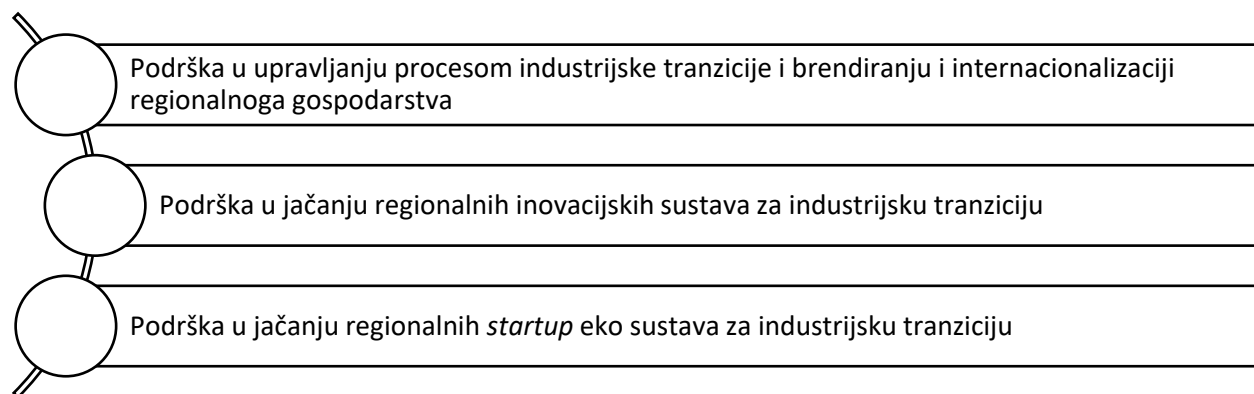 Podrška u upravljanju procesom industrijske tranzicije i brendiranju i internacionalizaciji
regionalnoga gospodarstva
Podrška u jačanju regionalnih inovacijskih sustava za industrijsku tranziciju
Podrška u jačanju regionalnih startup eko sustava za industrijsku tranziciju